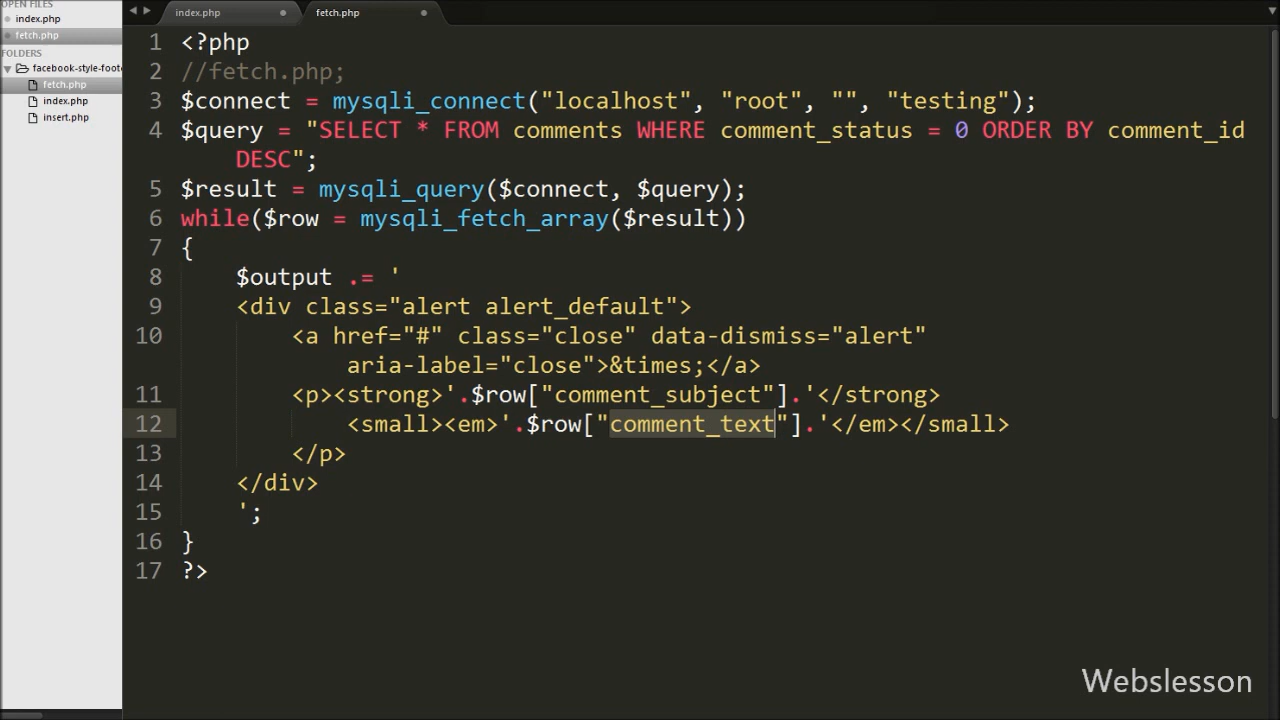 OPEN FILES
index.php
fetch.php
FOLDERS
facebook-style-foot
fetch.php
index.php
insert.php
index.php
fetch.php
1 <?php
2 //fetch.php;
3 $connect = mysqli_connect("localhost", "root", "", "testing");
4 $query = "SELECT * FROM comments WHERE comment_status = 0 ORDER BY comment_id
DESC";
5 $result = mysqli_query($connect, $query);
6 while($row = mysqli_fetch_array($result))
7 {
8 $output .= '
9 <div class="alert alert_default">
10 <a href="#" class="close" data-dismiss="alert"
aria-label="close">&times;</a>
11 <p><strong>'.$row["comment_subject"].'</strong>
12 <small><em>'.$row["comment_text"].'</em></small>
13 </p>
14 </div>
15 ';
16 }
17 ?>
Webslesson